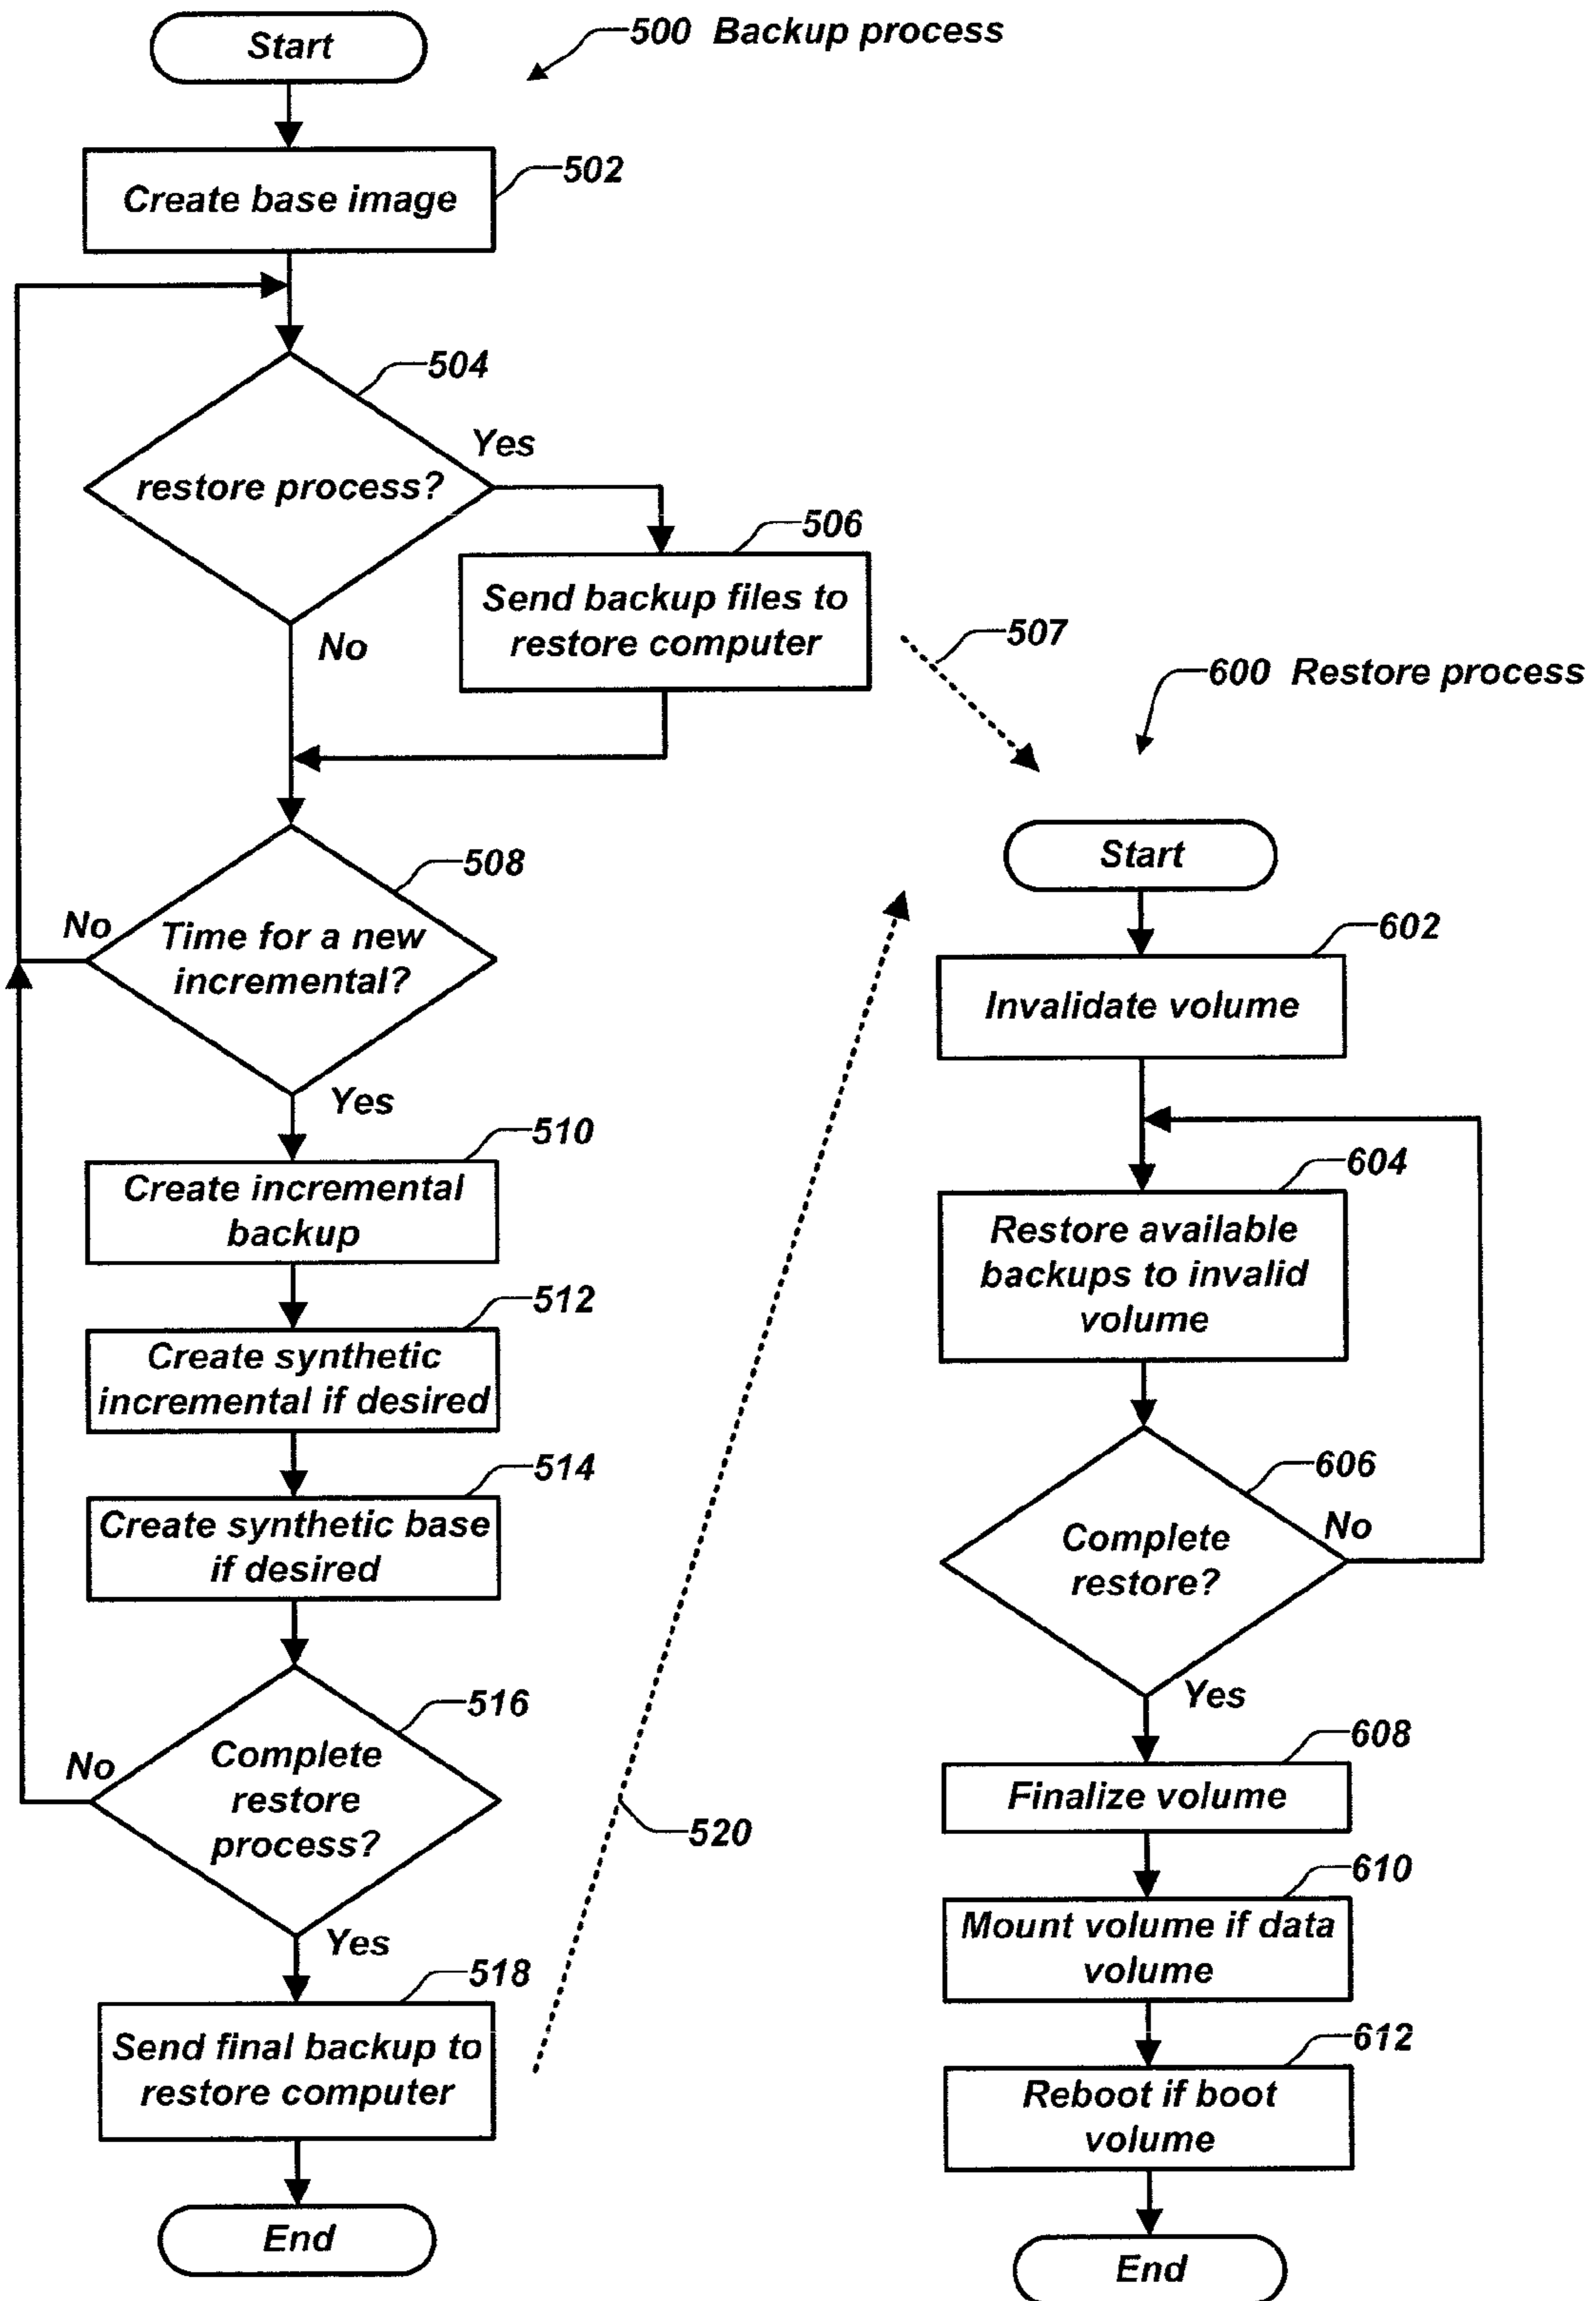 Start
500 Backup process
Create base image
502
504
restore process?
Yes
No
506
Send backup files to
restore computer
507
508
Time for a new
incremental?
No
Yes
510
Create incremental
backup
512
Create synthetic
incremental if desired
514
Create synthetic base
if desired
516
Complete
restore
process?
No
Yes
518
Send final backup to
restore computer
520
End
600 Restore process
Start
602
Invalidate volume
604
Restore available
backups to invalid
volume
606
Complete
restore?
No
Yes
608
Finalize volume
610
Mount volume if data
volume
612
Reboot if boot
volume
End